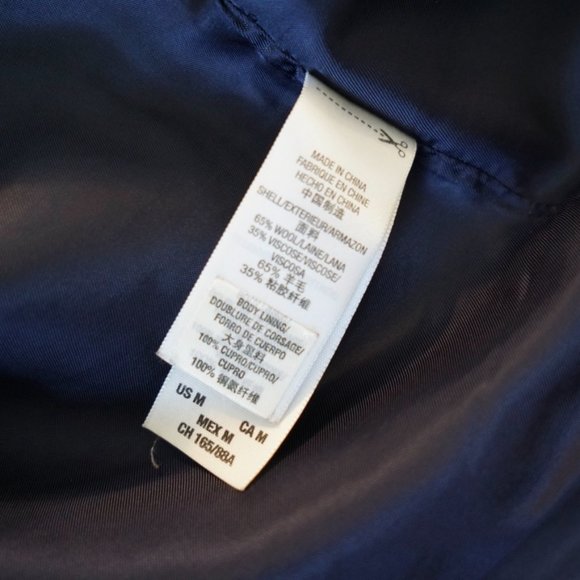 MADE IN CHINA
FABRIQUE EN CHINE
HECHO EN CHINA
中国制造
SHELL/EXTERIEUR/ARMAZON
面料
65% WOOL/LAINE/LANA
35% VISCOSE/VISCOSE/
VISCOSA
65% 羊毛
35% 粘胶纤维
BODY LINING/
DOUBLURE DE CORSAGE/
FORRO DE CUERPO
大身里料
100% CUPRO/CUPRO/
CUPRO
100% 铜氨纤维
US M CA M
MEX M
CH 165/88A